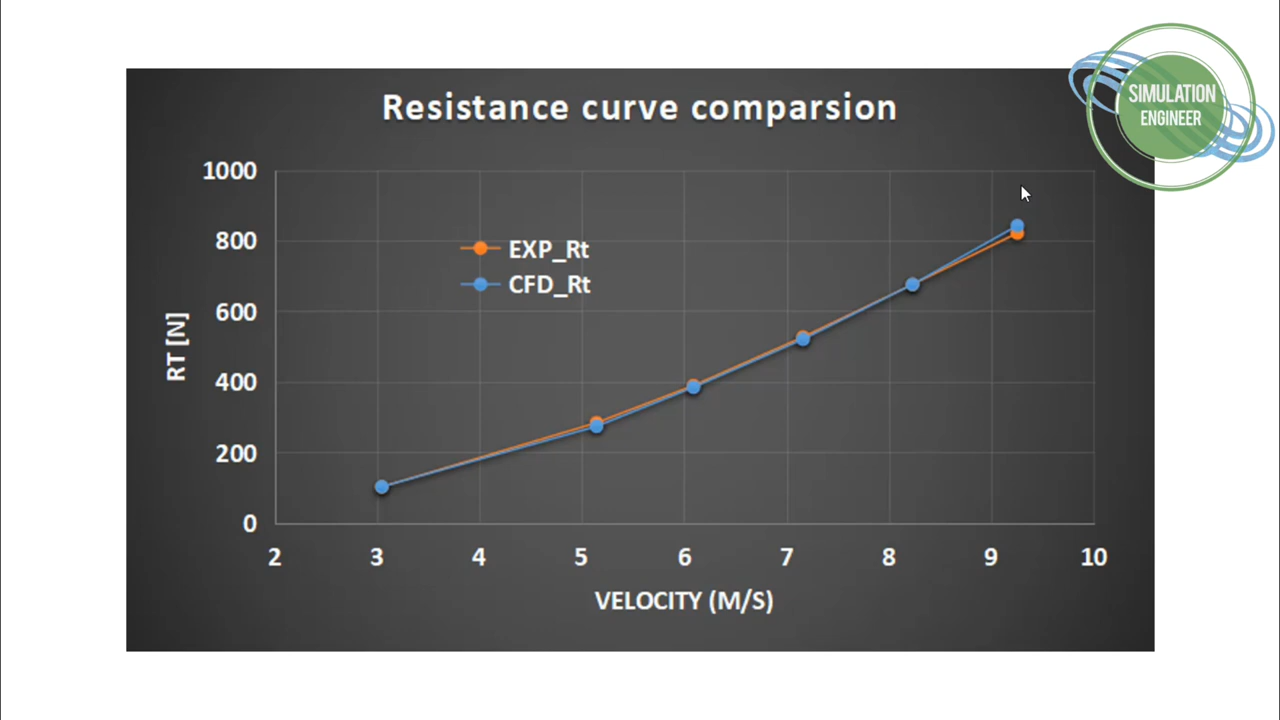 Resistance curve comparsion
SIMULATION
ENGINEER
1000
800
600
400
200
0
EXP_Rt
CFD_Rt
RT [N]
2 3 4 5 6 7 8 9 10
VELOCITY (M/S)